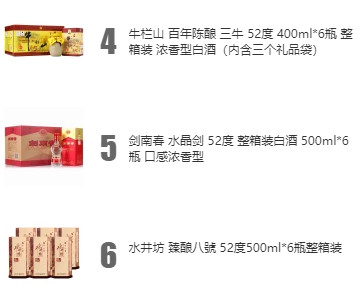 4
牛栏山 百年陈酿 三牛 52度 400ml*6瓶 整
箱装 浓香型白酒（内含三个礼品袋）
5
剑南春 水晶剑 52度 整箱装白酒 500ml*6
瓶 口感浓香型
6
水井坊 臻酿八號 52度500ml*6瓶整箱装